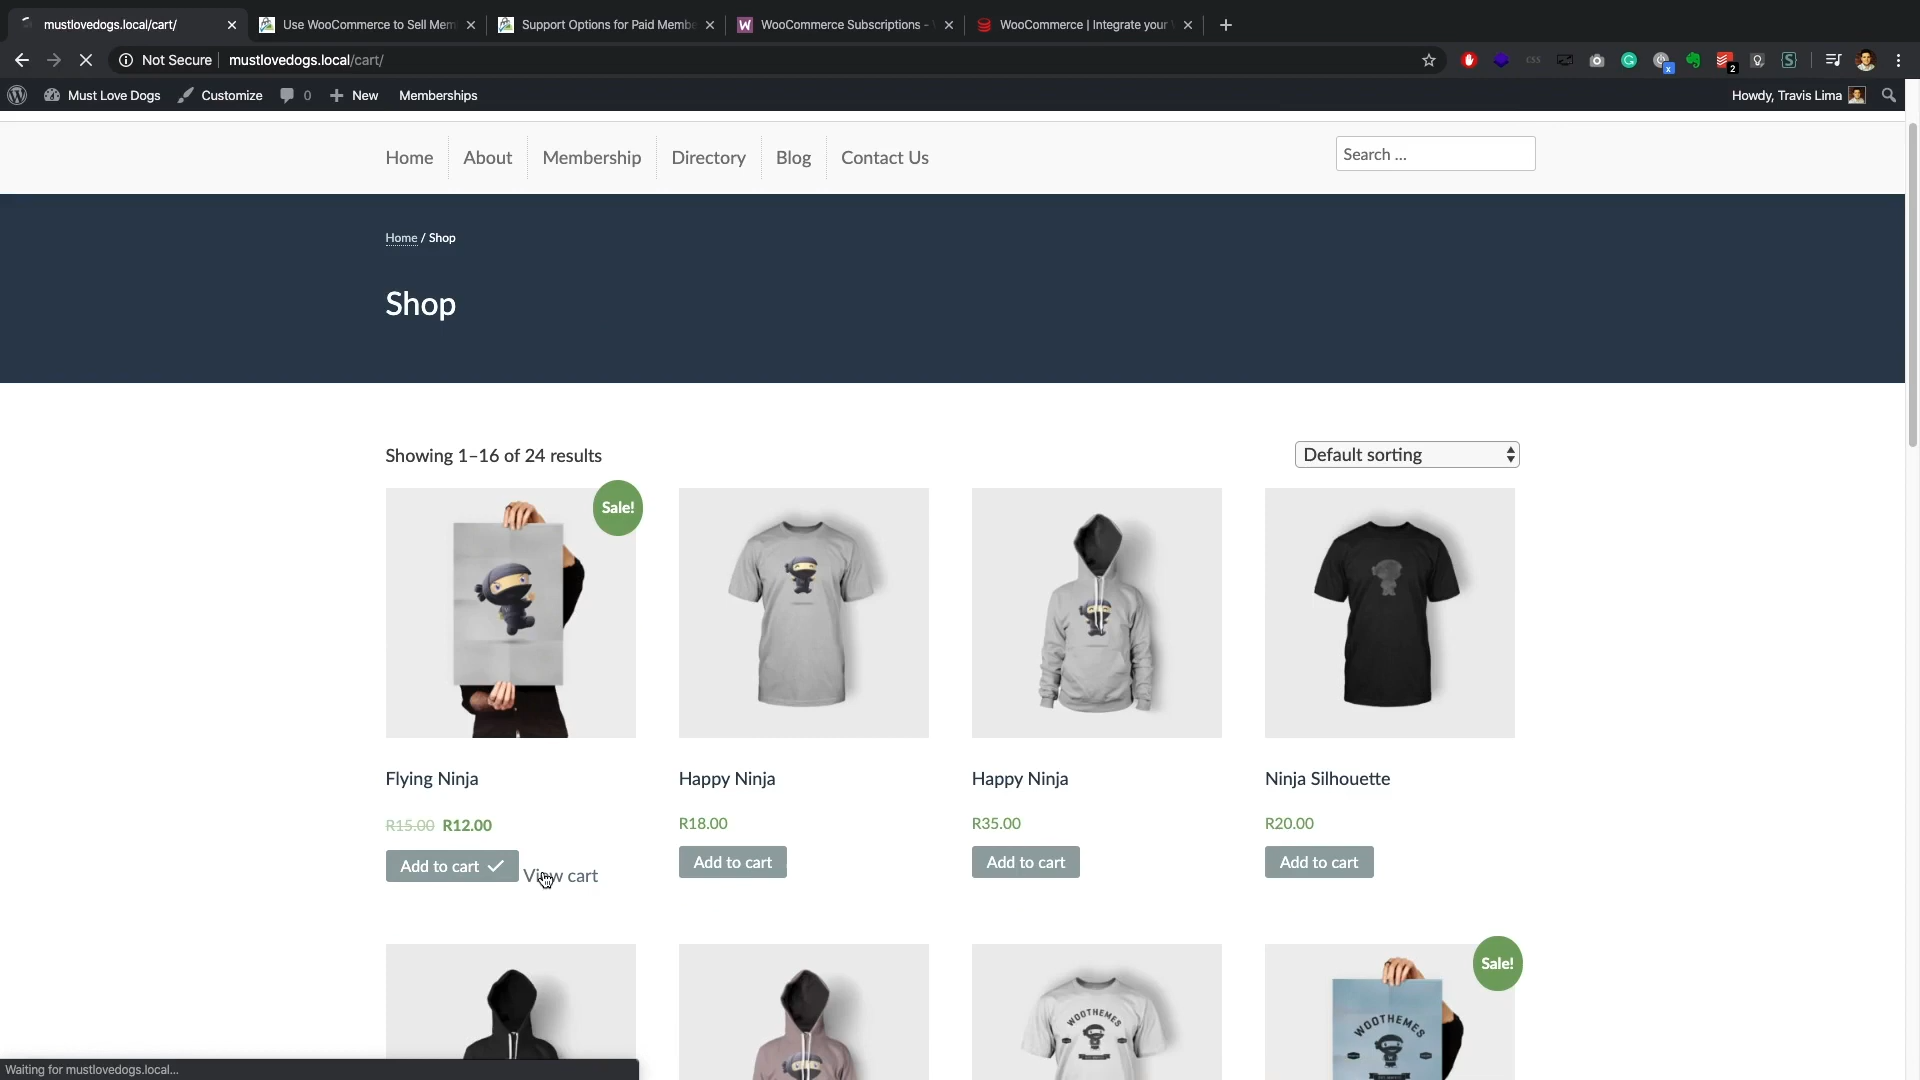 mustlovedogs.local/cart/
Use WooCommerce to Sell Mem
Support Options for Paid Membe
WooCommerce Subscriptions -
WooCommerce | Integrate your
Not Secure
mustlovedogs.local/cart/
CSS
x
2
Must Love Dogs
Customize
0
New
Memberships
Howdy, Travis Lima
Home
About
Membership
Directory
Blog
Contact Us
Search ...
Home / Shop
Shop
Showing 1–16 of 24 results
Default sorting
Sale!
Flying Ninja
Happy Ninja
Happy Ninja
Ninja Silhouette
R15.00 R12.00
R18.00
R35.00
R20.00
Add to cart
View cart
Add to cart
Add to cart
Add to cart
Sale!
WOOTHEMES
WOOTHEMES
Waiting for mustlovedogs.local...